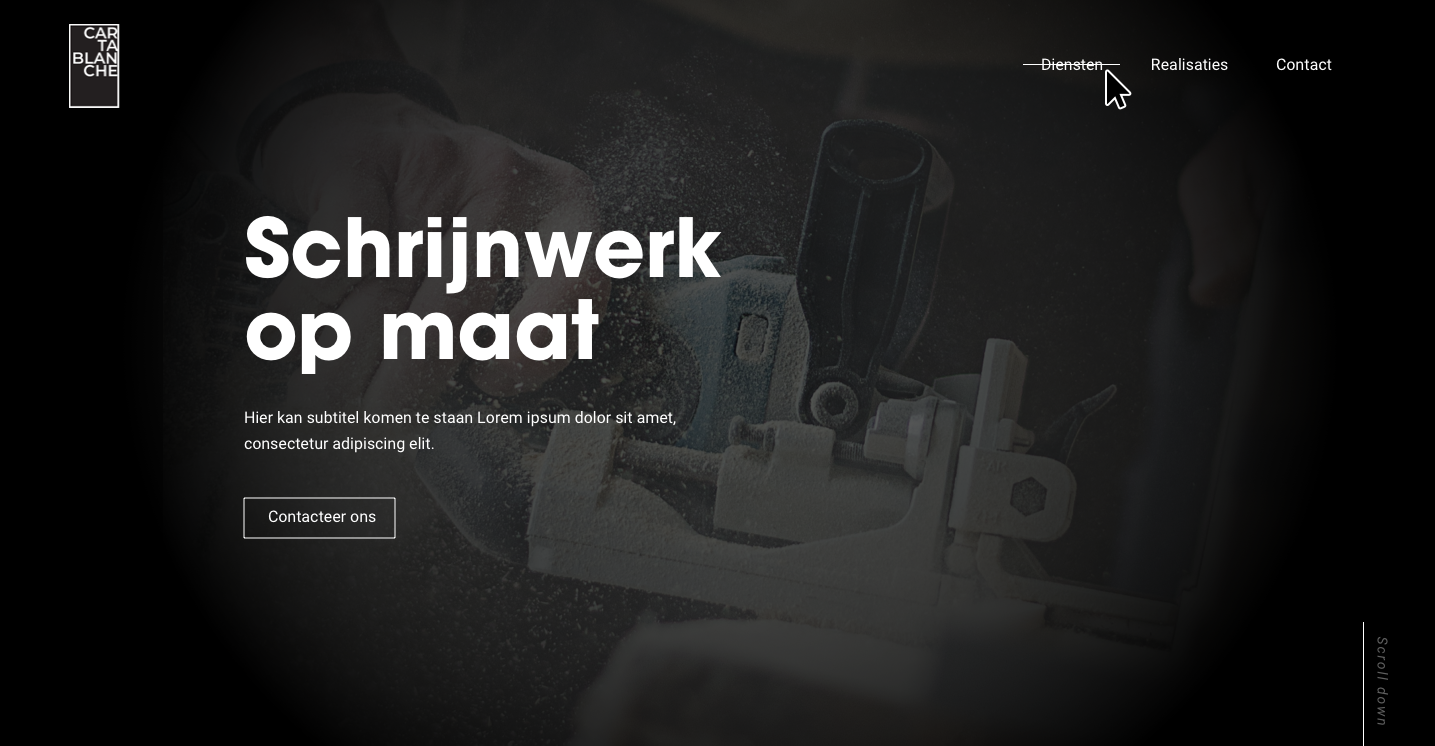 CAR
TA
BLAN
CHE
Diensten
Realisaties
Contact
Schrijnwerk
op maat
Hier kan subtitel komen te staan Lorem ipsum dolor sit amet,
consectetur adipiscing elit.
Contacteer ons
Scroll down